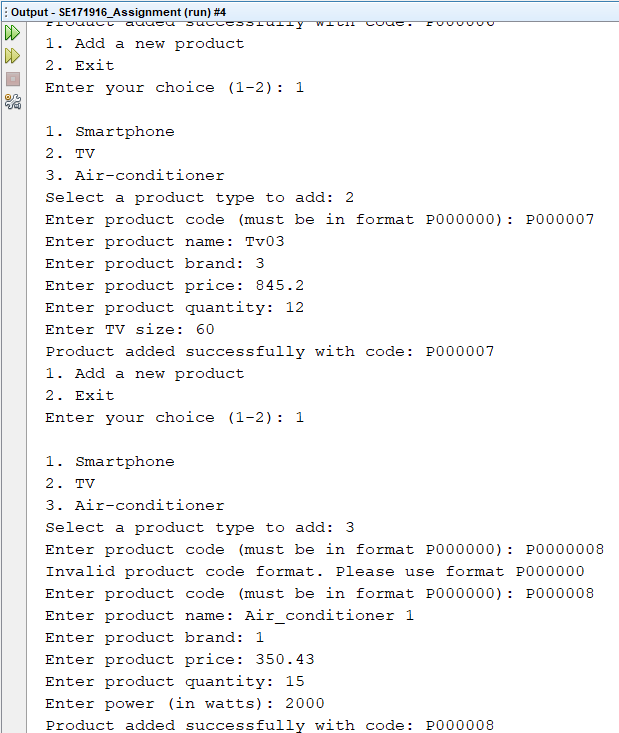 Output - SE171916_Assignment (run) #4
Product added successfully with code: P000006
1. Add a new product
2. Exit
Enter your choice (1-2): 1
1. Smartphone
2. TV
3. Air-conditioner
Select a product type to add: 2
Enter product code (must be in format P000000): P000007
Enter product name: Tv03
Enter product brand: 3
Enter product price: 845.2
Enter product quantity: 12
Enter TV size: 60
Product added successfully with code: P000007
1. Add a new product
2. Exit
Enter your choice (1-2): 1
1. Smartphone
2. TV
3. Air-conditioner
Select a product type to add: 3
Enter product code (must be in format P000000): P0000008
Invalid product code format. Please use format P000000
Enter product code (must be in format P000000): P000008
Enter product name: Air_conditioner 1
Enter product brand: 1
Enter product price: 350.43
Enter product quantity: 15
Enter power (in watts): 2000
Product added successfully with code: P000008